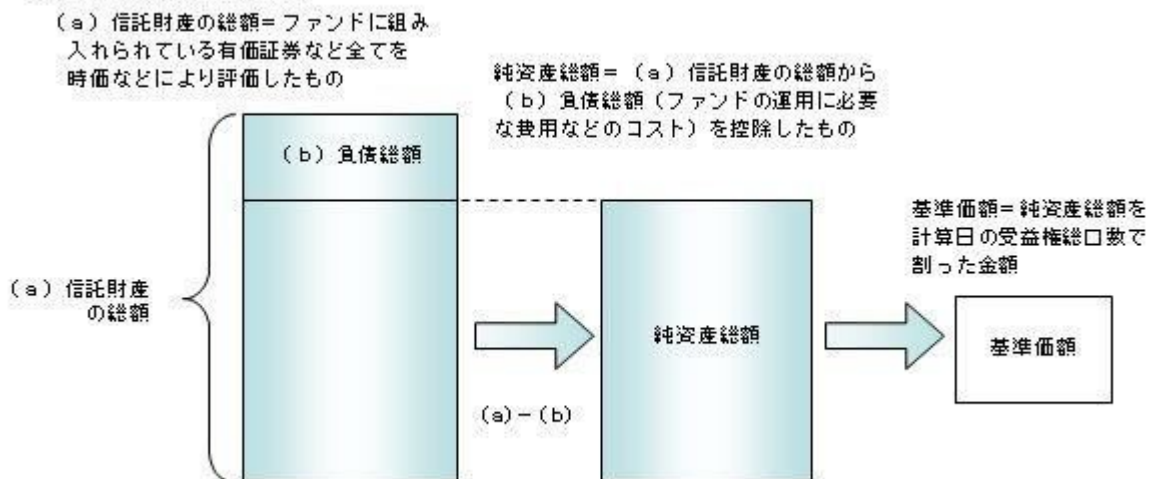 （a）信託財産の総額＝ファンドに組み
入れられている有価証券など全てを
時価などにより評価したもの
純資産総額＝（a）信託財産の総額から
（b）負債総額（ファンドの運用に必要
な費用などのコスト）を控除したもの
（b）負債総額
基準価額＝純資産総額を
計算日の受益権総口数で
割った金額
（a）信託財産
の総額
純資産総額
基準価額
(a)－(b)